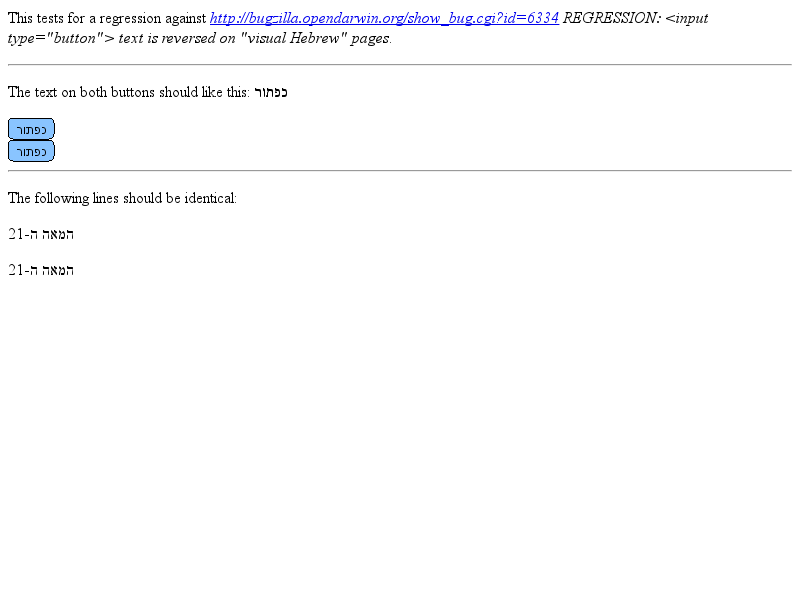 This tests for a regression against http://bugzilla.opendarwin.org/show_bug.cgi?id=6334 REGRESSION: <input
type="button"> text is reversed on "visual Hebrew" pages.
The text on both buttons should like this: כפתור
כפתור
כפתור
The following lines should be identical:
המאה ה-21
המאה ה-21